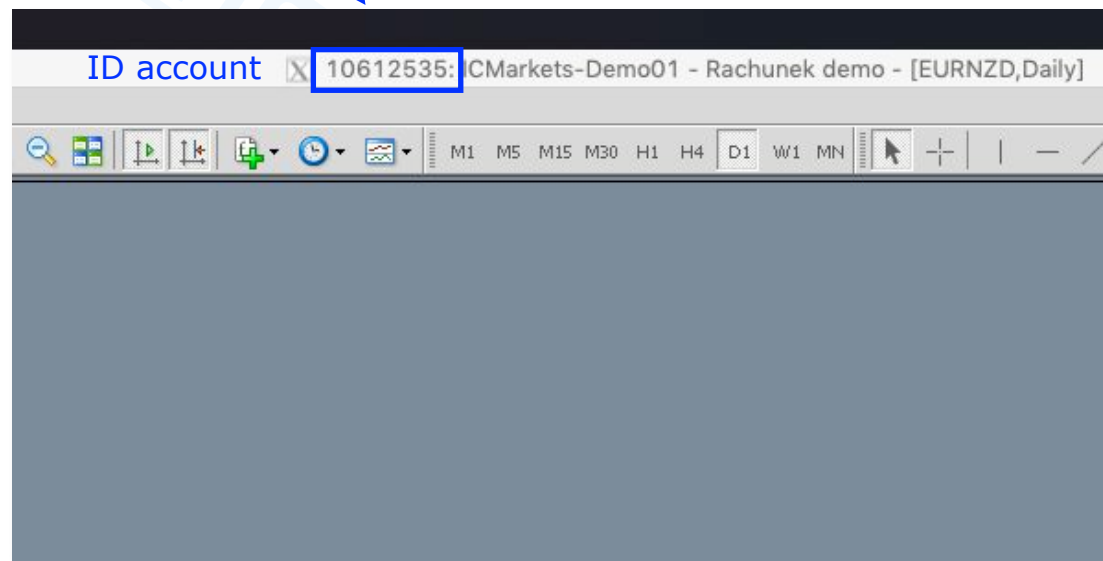 ID account 10612535: ICMarkets-Demo01 - Rachunek demo - [EURNZD,Daily]
M1 M5 M15 M30 H1 H4 D1 W1 MN